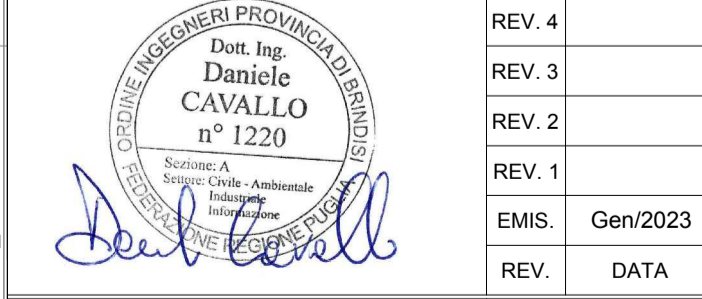 ORDINE INGEGNERI PROVINCIA DI BRINDISI
Dott. Ing.
Daniele
CAVALLO
n° 1220
Sezione: A
Settore: Civile - Ambientale
Industriale
Informazione
FEDERAZIONE REGIONE PUGLIA
REV. 4
REV. 3
REV. 2
REV. 1
EMIS. Gen/2023
REV. DATA